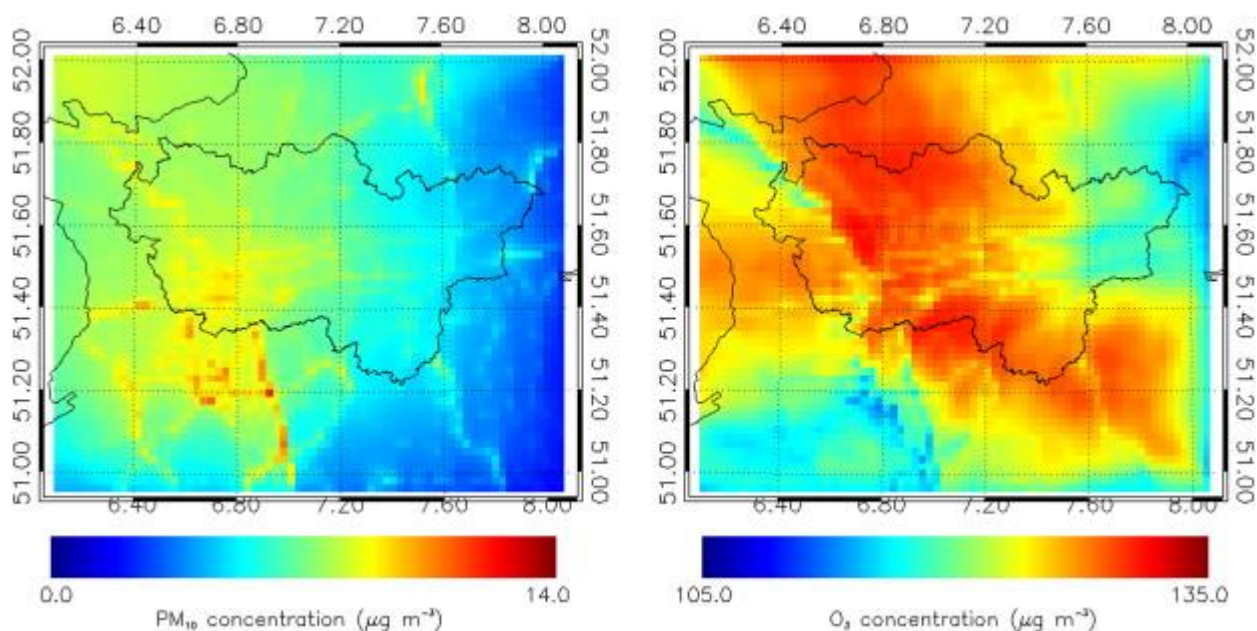 6.40 6.80 7.20 7.60 8.00
6.40 6.80 7.20 7.60 8.00
52.00 52.00 52.00 52.00
51.80 51.80 51.80 51.80
51.60 51.60 51.60 51.60
51.40 51.40 51.40 51.40
51.20 51.20 51.20 51.20
51.00 51.00 51.00 51.00
6.40 6.80 7.20 7.60 8.00
6.40 6.80 7.20 7.60 8.00
0.0 14.0
105.0 135.0
PM₁₀ concentration (μg m⁻³)
O₃ concentration (μg m⁻³)